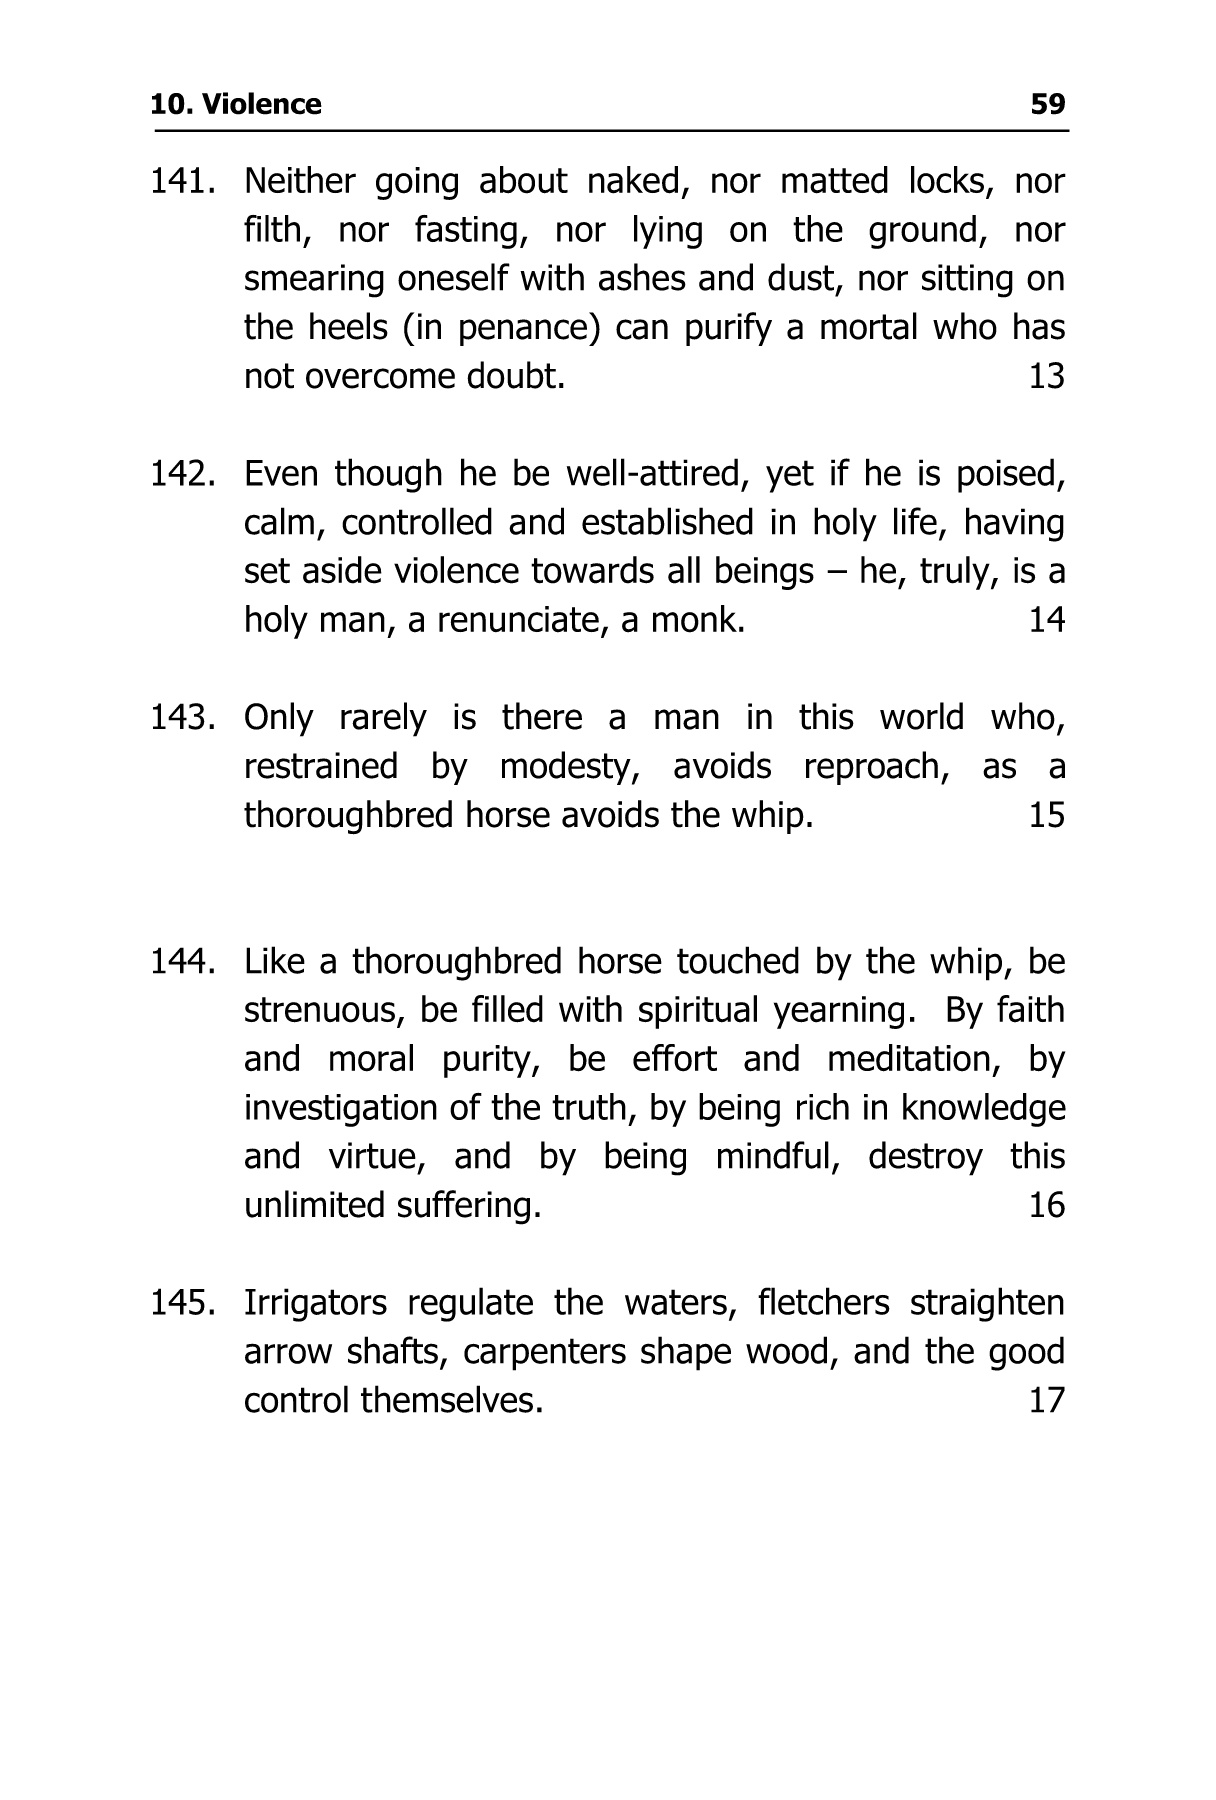 10. Violence 59
141. Neither going about naked, nor matted locks, nor
filth, nor fasting, nor lying on the ground, nor
smearing oneself with ashes and dust, nor sitting on
the heels (in penance) can purify a mortal who has
not overcome doubt. 13
142. Even though he be well-attired, yet if he is poised,
calm, controlled and established in holy life, having
set aside violence towards all beings – he, truly, is a
holy man, a renunciate, a monk. 14
143. Only rarely is there a man in this world who,
restrained by modesty, avoids reproach, as a
thoroughbred horse avoids the whip. 15
144. Like a thoroughbred horse touched by the whip, be
strenuous, be filled with spiritual yearning. By faith
and moral purity, be effort and meditation, by
investigation of the truth, by being rich in knowledge
and virtue, and by being mindful, destroy this
unlimited suffering. 16
145. Irrigators regulate the waters, fletchers straighten
arrow shafts, carpenters shape wood, and the good
control themselves. 17